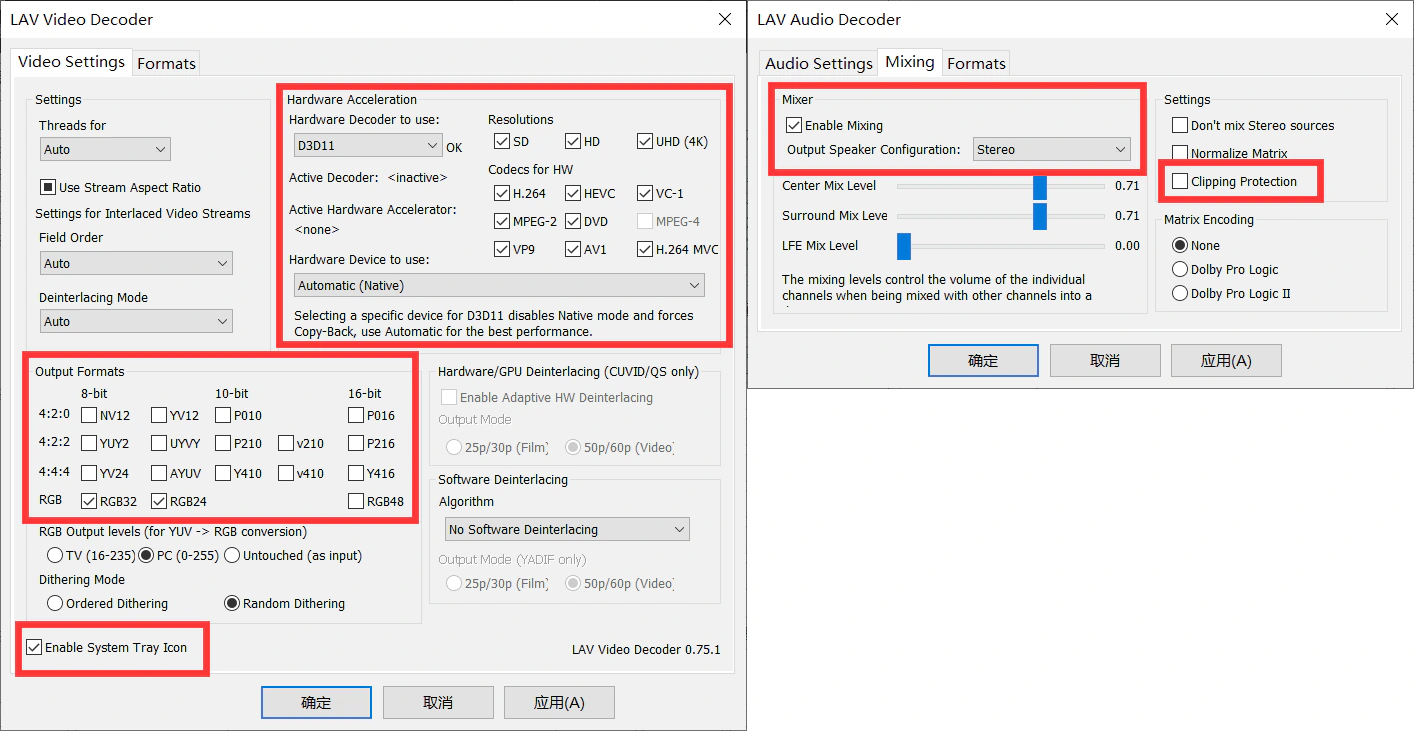 LAV Video Decoder
Video Settings
Formats
Settings
Threads for
Auto
Use Stream Aspect Ratio
Settings for Interlaced Video Streams
Field Order
Auto
Deinterlacing Mode
Auto
Hardware Acceleration
Hardware Decoder to use:
D3D11
OK
Active Decoder: <inactive>
Active Hardware Accelerator:
<none>
Resolutions
SD HD UHD (4K)
Codecs for HW
H.264 HEVC VC-1
MPEG-2 DVD MPEG-4
VP9 AV1 H.264 MVC
Hardware Device to use:
Automatic (Native)
Selecting a specific device for D3D11 disables Native mode and forces
Copy-Back, use Automatic for the best performance.
Output Formats
8-bit 10-bit 16-bit
4:2:0 NV12 YV12 P010 P016
4:2:2 YUY2 UYVY P210 v210 P216
4:4:4 YV24 AYUV Y410 v410 Y416
RGB RGB32 RGB24 RGB48
RGB Output levels (for YUV -> RGB conversion)
TV (16-235) PC (0-255) Untouched (as input)
Dithering Mode
Ordered Dithering Random Dithering
Hardware/GPU Deinterlacing (CUVID/QS only)
Enable Adaptive HW Deinterlacing
Output Mode
25p/30p (Film) 50p/60p (Video)
Software Deinterlacing
Algorithm
No Software Deinterlacing
Output Mode (YADIF only)
25p/30p (Film) 50p/60p (Video)
Enable System Tray Icon
LAV Video Decoder 0.75.1
确定 取消 应用(A)
LAV Audio Decoder
Audio Settings
Mixing
Formats
Mixer
Enable Mixing
Output Speaker Configuration: Stereo
Center Mix Level 0.71
Surround Mix Leve 0.71
LFE Mix Level 0.00
The mixing levels control the volume of the individual
channels when being mixed with other channels into a
Settings
Don't mix Stereo sources
Normalize Matrix
Clipping Protection
Matrix Encoding
None
Dolby Pro Logic
Dolby Pro Logic II
确定 取消 应用(A)